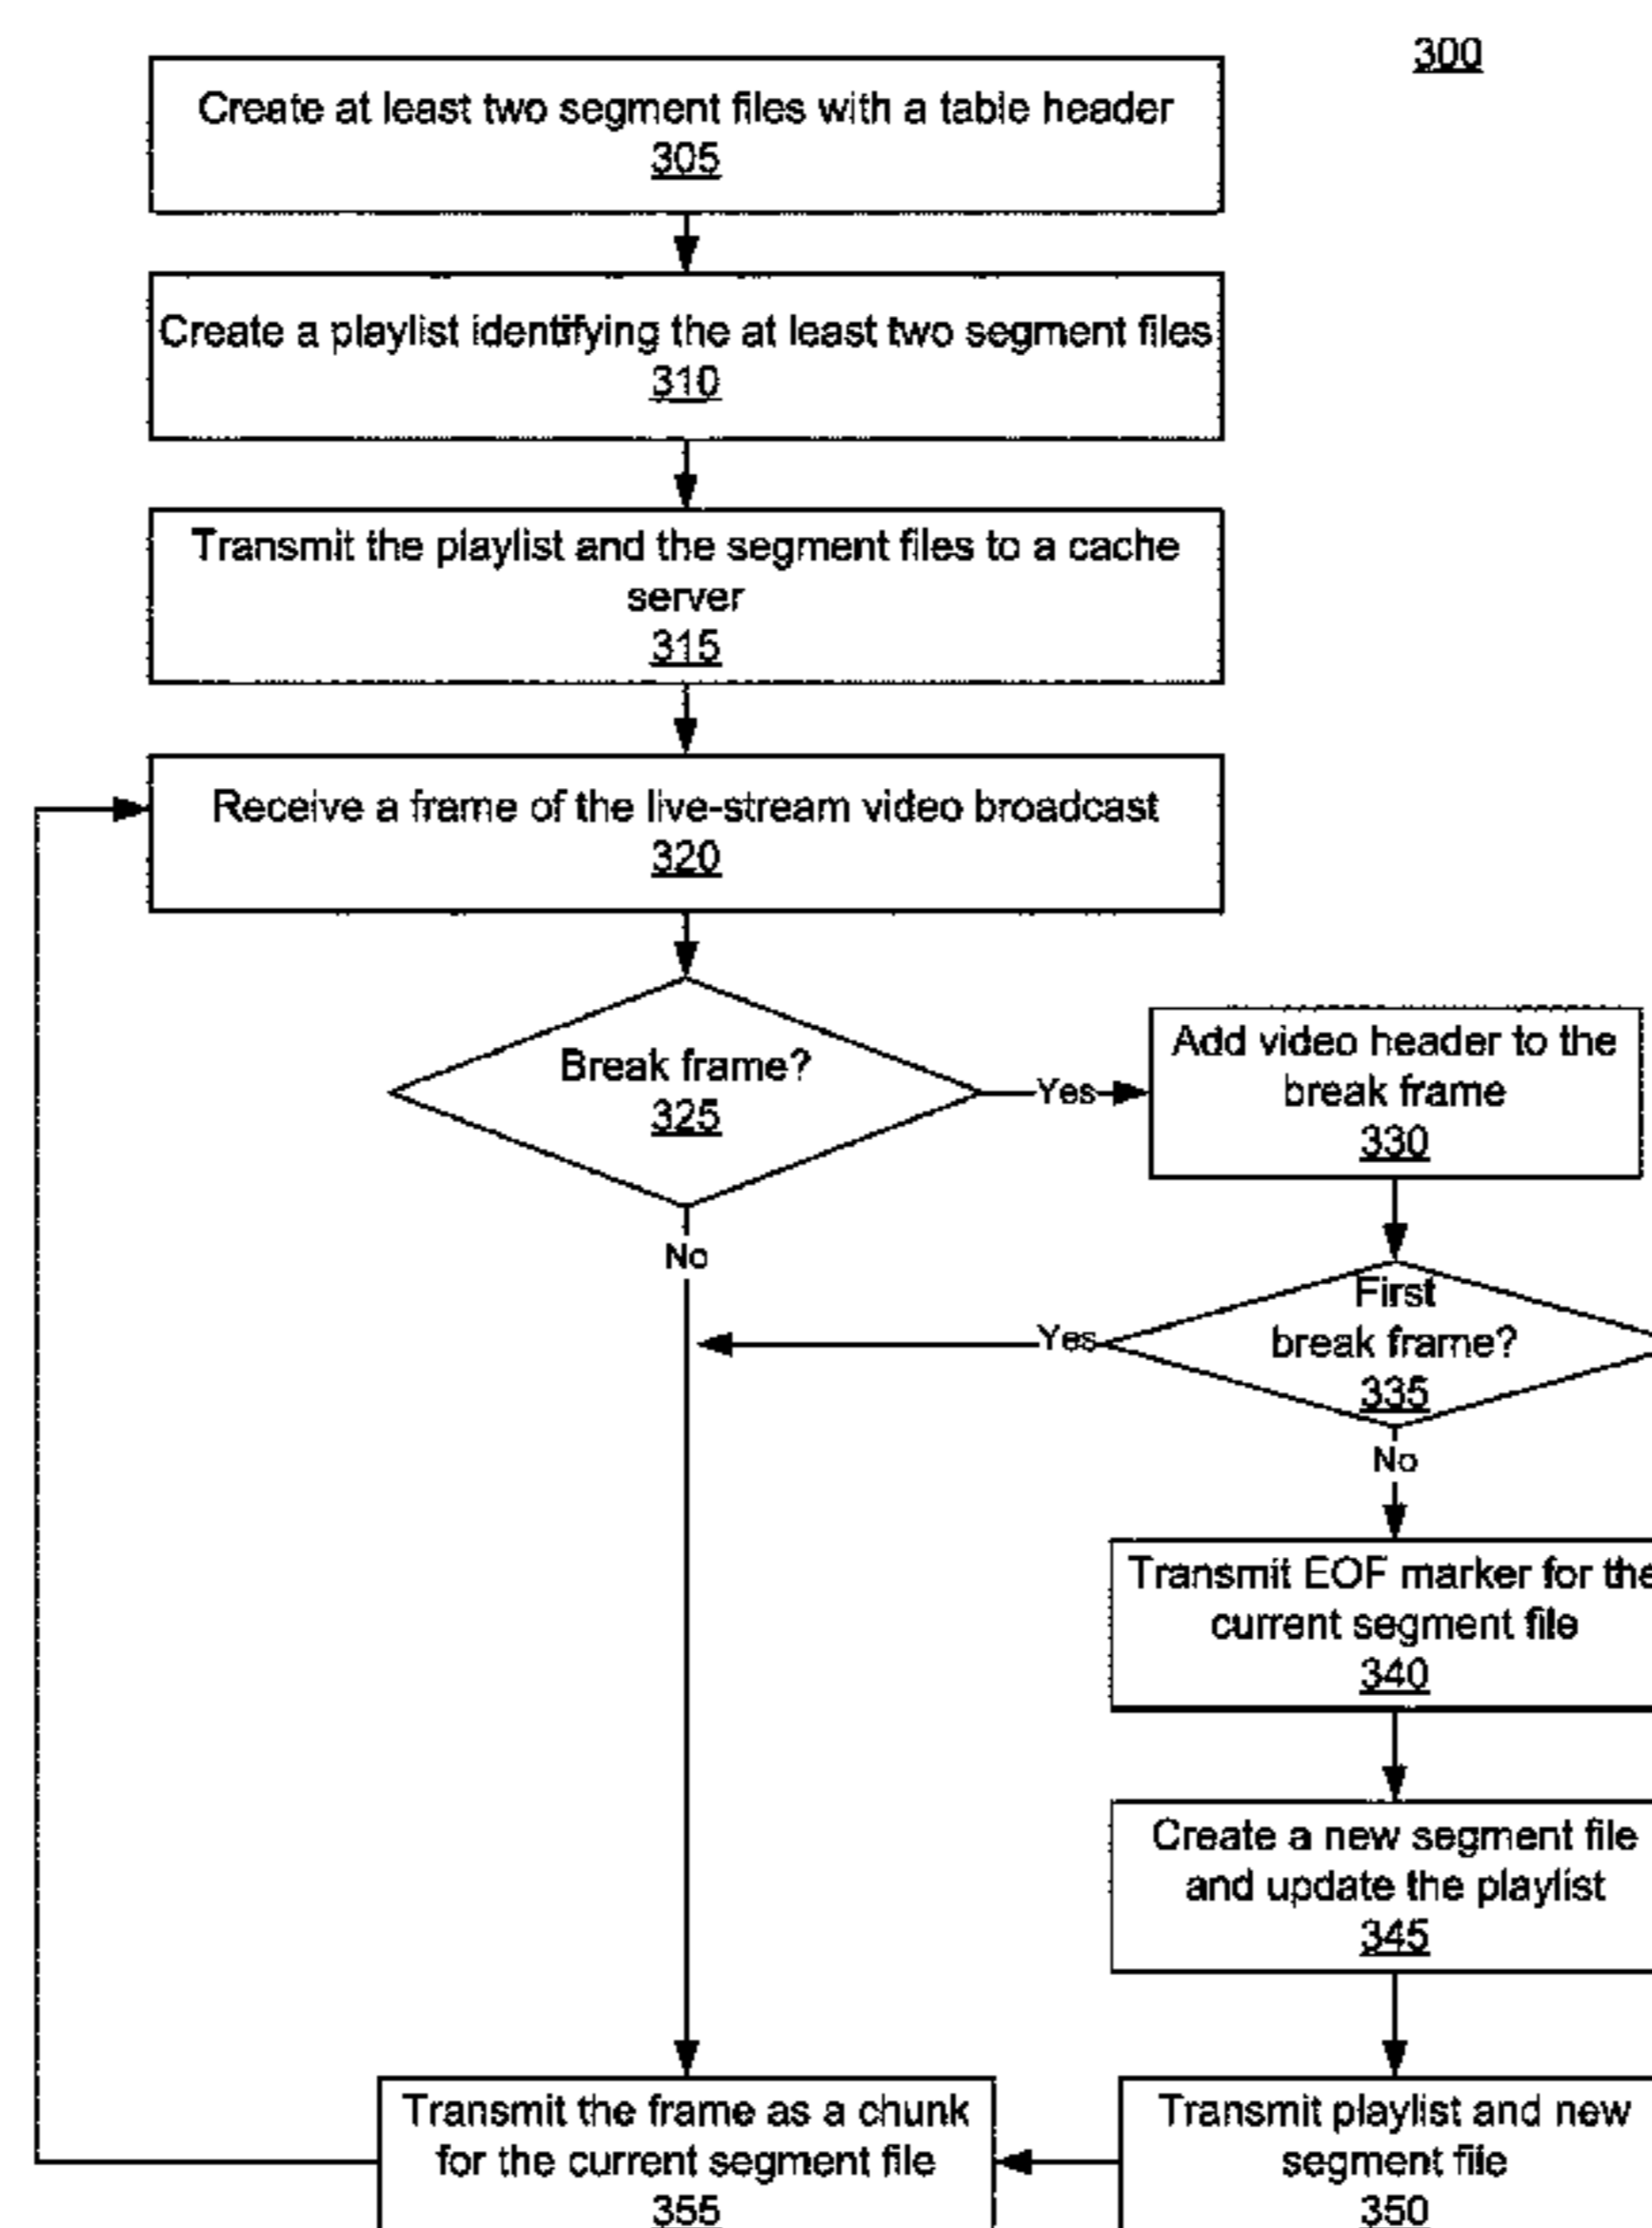 300
Create at least two segment files with a table header
305
Create a playlist identifying the at least two segment files
310
Transmit the playlist and the segment files to a cache
server
315
Receive a frame of the live-stream video broadcast
320
Break frame?
325
Yes
Add video header to the
break frame
330
No
First
break frame?
335
Yes
No
Transmit EOF marker for the
current segment file
340
Create a new segment file
and update the playlist
345
Transmit playlist and new
segment file
350
Transmit the frame as a chunk
for the current segment file
355